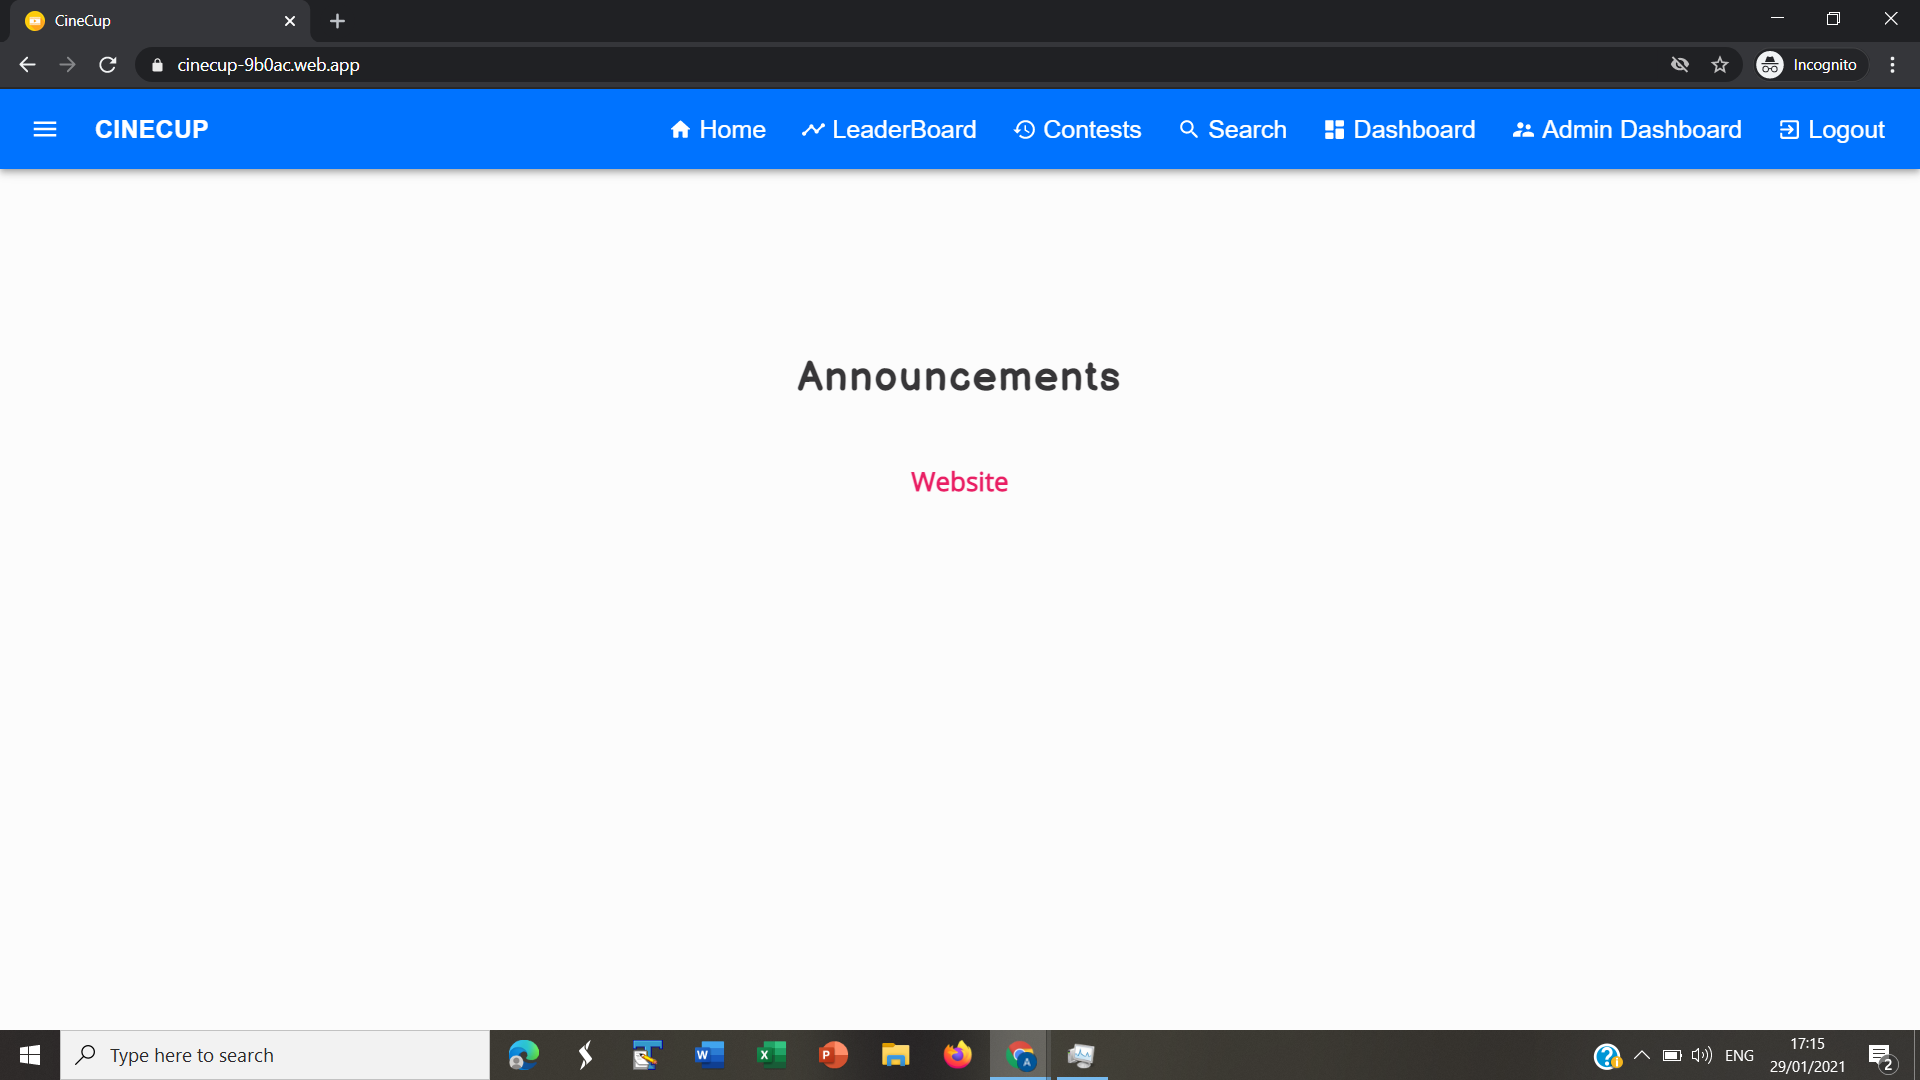 CineCup
cinecup-9b0ac.web.app
Incognito
CINECUP
Home
LeaderBoard
Contests
Search
Dashboard
Admin Dashboard
Logout
Announcements
Website
Type here to search
ENG
17:15
29/01/2021
2